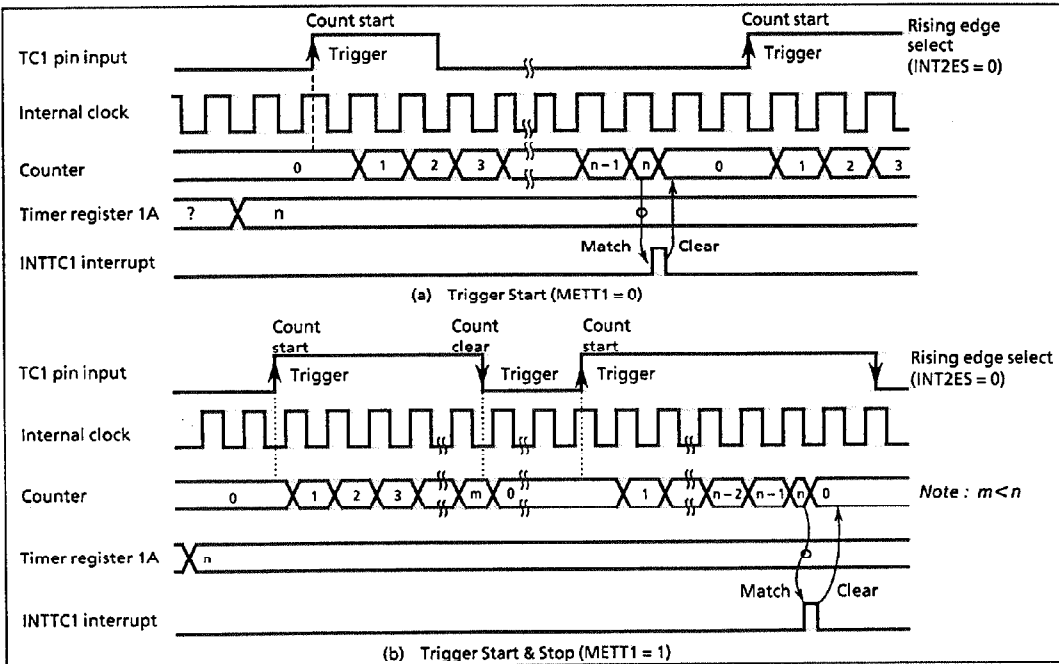 Count start
Count start
Rising edge
select
(INT2ES = 0)
TC1 pin input
Trigger
Trigger
Internal clock
Counter
0 1 2 3 n-1 n 0 1 2 3
Timer register 1A
? n
Match Clear
INTTC1 interrupt
(a) Trigger Start (METT1 = 0)
Count
start
Count
clear
Count
start
TC1 pin input
Trigger
Trigger
Trigger
Rising edge select
(INT2ES = 0)
Internal clock
Counter
0 1 2 3 m 0 1 n-2 n-1 n 0
Note : m<n
Timer register 1A
n
Match Clear
INTTC1 interrupt
(b) Trigger Start & Stop (METT1 = 1)